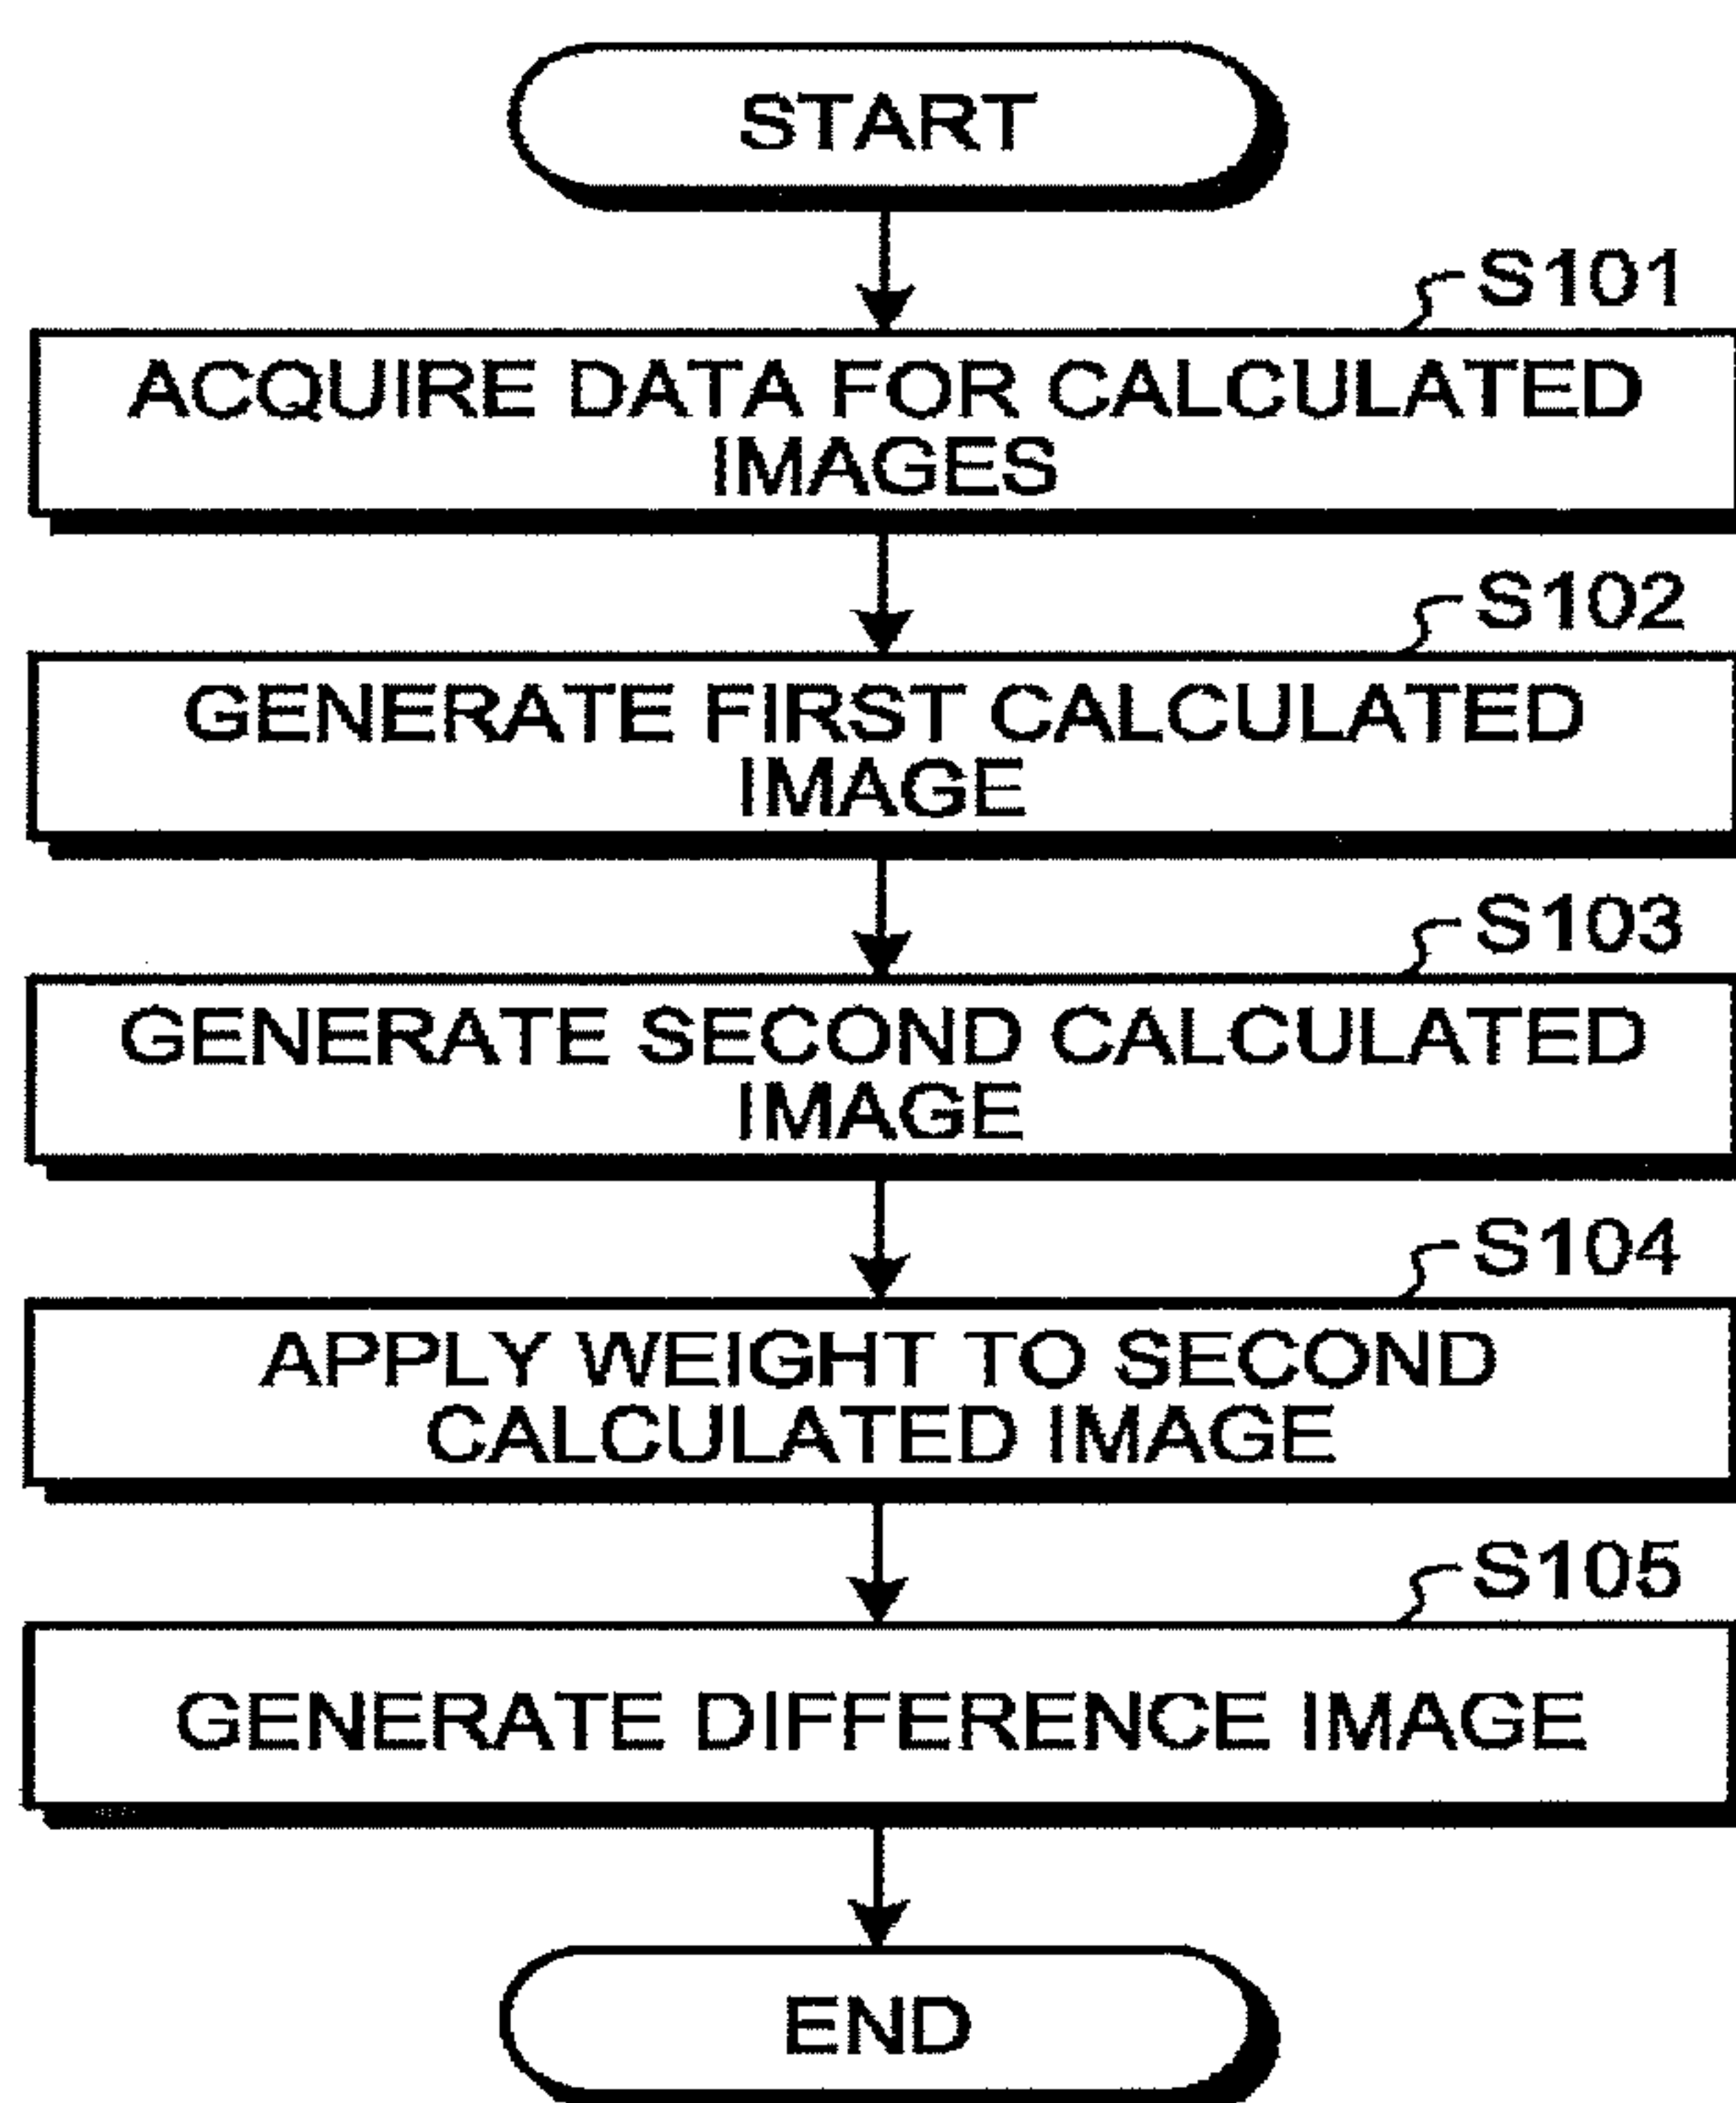 START
S101
ACQUIRE DATA FOR CALCULATED
IMAGES
S102
GENERATE FIRST CALCULATED
IMAGE
S103
GENERATE SECOND CALCULATED
IMAGE
S104
APPLY WEIGHT TO SECOND
CALCULATED IMAGE
S105
GENERATE DIFFERENCE IMAGE
END